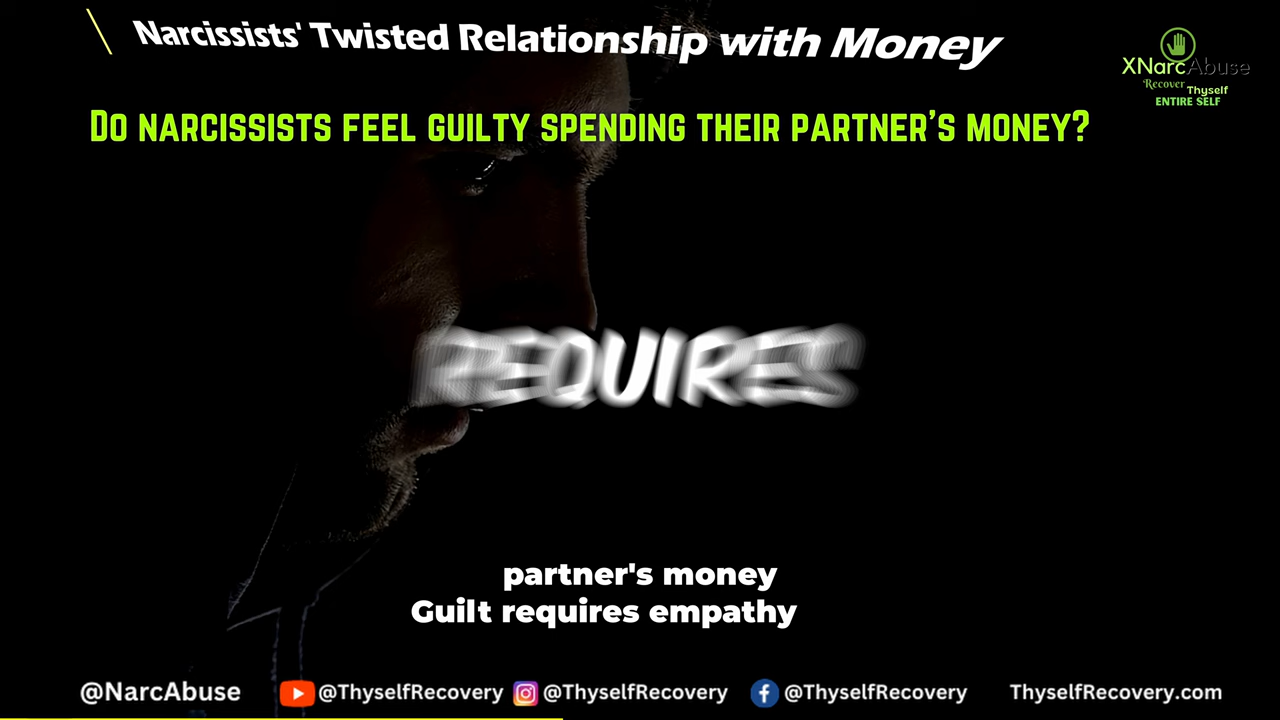 Narcissists' Twisted Relationship with Money
XNarcAbuse
Recover Thyself
ENTIRE SELF
DO NARCISSISTS FEEL GUILTY SPENDING THEIR PARTNER'S MONEY?
REQUIRES
partner's money
Guilt requires empathy
@NarcAbuse @ThyselfRecovery @ThyselfRecovery @ThyselfRecovery ThyselfRecovery.com